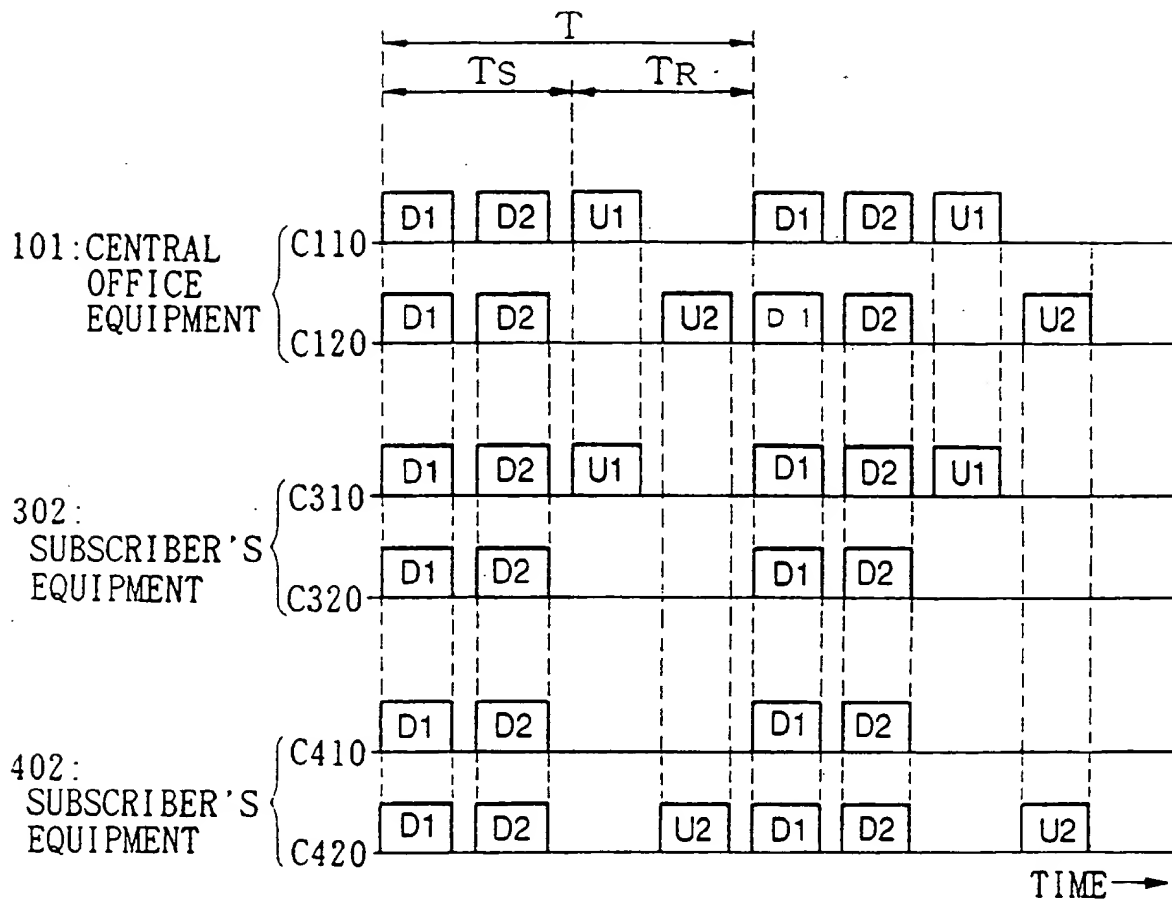 T
TS TR
101:CENTRAL OFFICE EQUIPMENT
C110 D1 D2 U1 D1 D2 U1
C120 D1 D2 U2 D 1 D2 U2
302: SUBSCRIBER'S EQUIPMENT
C310 D1 D2 U1 D1 D2 U1
C320 D1 D2 D1 D2
402: SUBSCRIBER'S EQUIPMENT
C410 D1 D2 D1 D2
C420 D1 D2 U2 D1 D2 U2
TIME